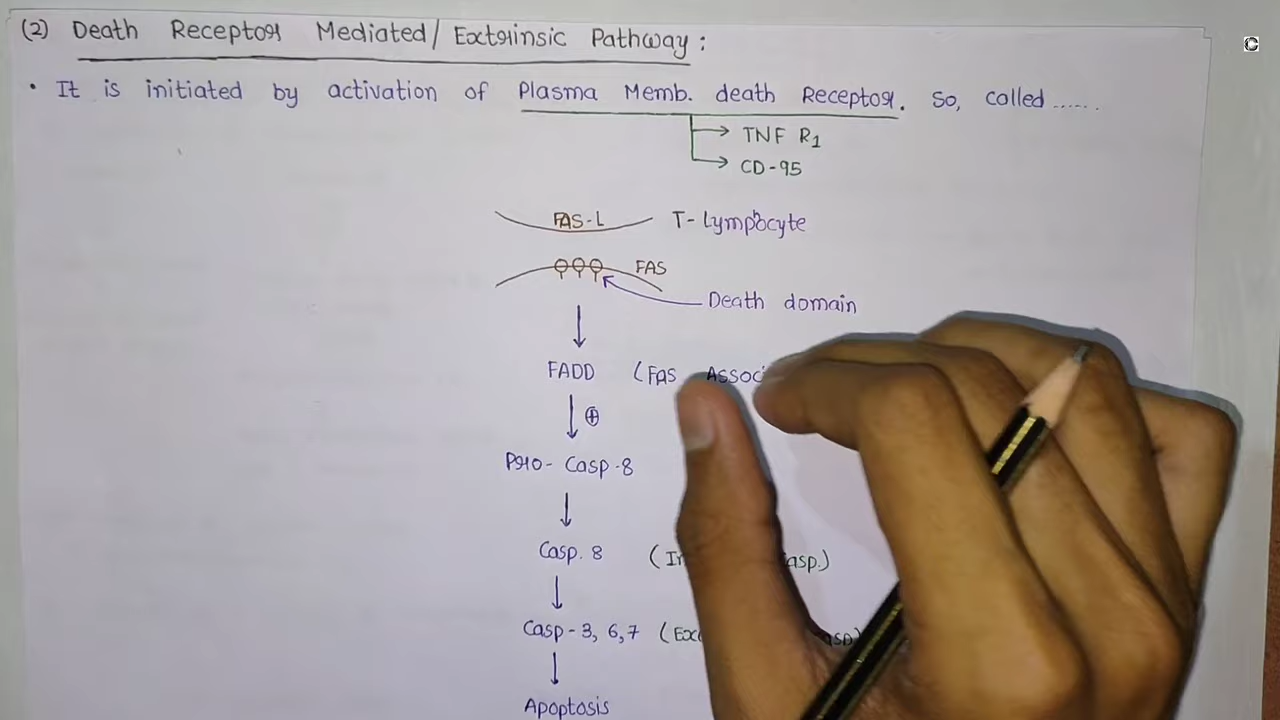 (2) Death Receptor Mediated/ Extrinsic Pathway :
• It is initiated by activation of Plasma Memb. death Receptor. So, called ......
→ TNF R1
→ CD-95
FAS-L T-Lymphocyte
FAS
Death domain
↓
FADD (Fas
↓ ⊕
Pro- Casp-8
↓
Casp. 8
↓
Casp-3, 6,7
↓
Apoptosis